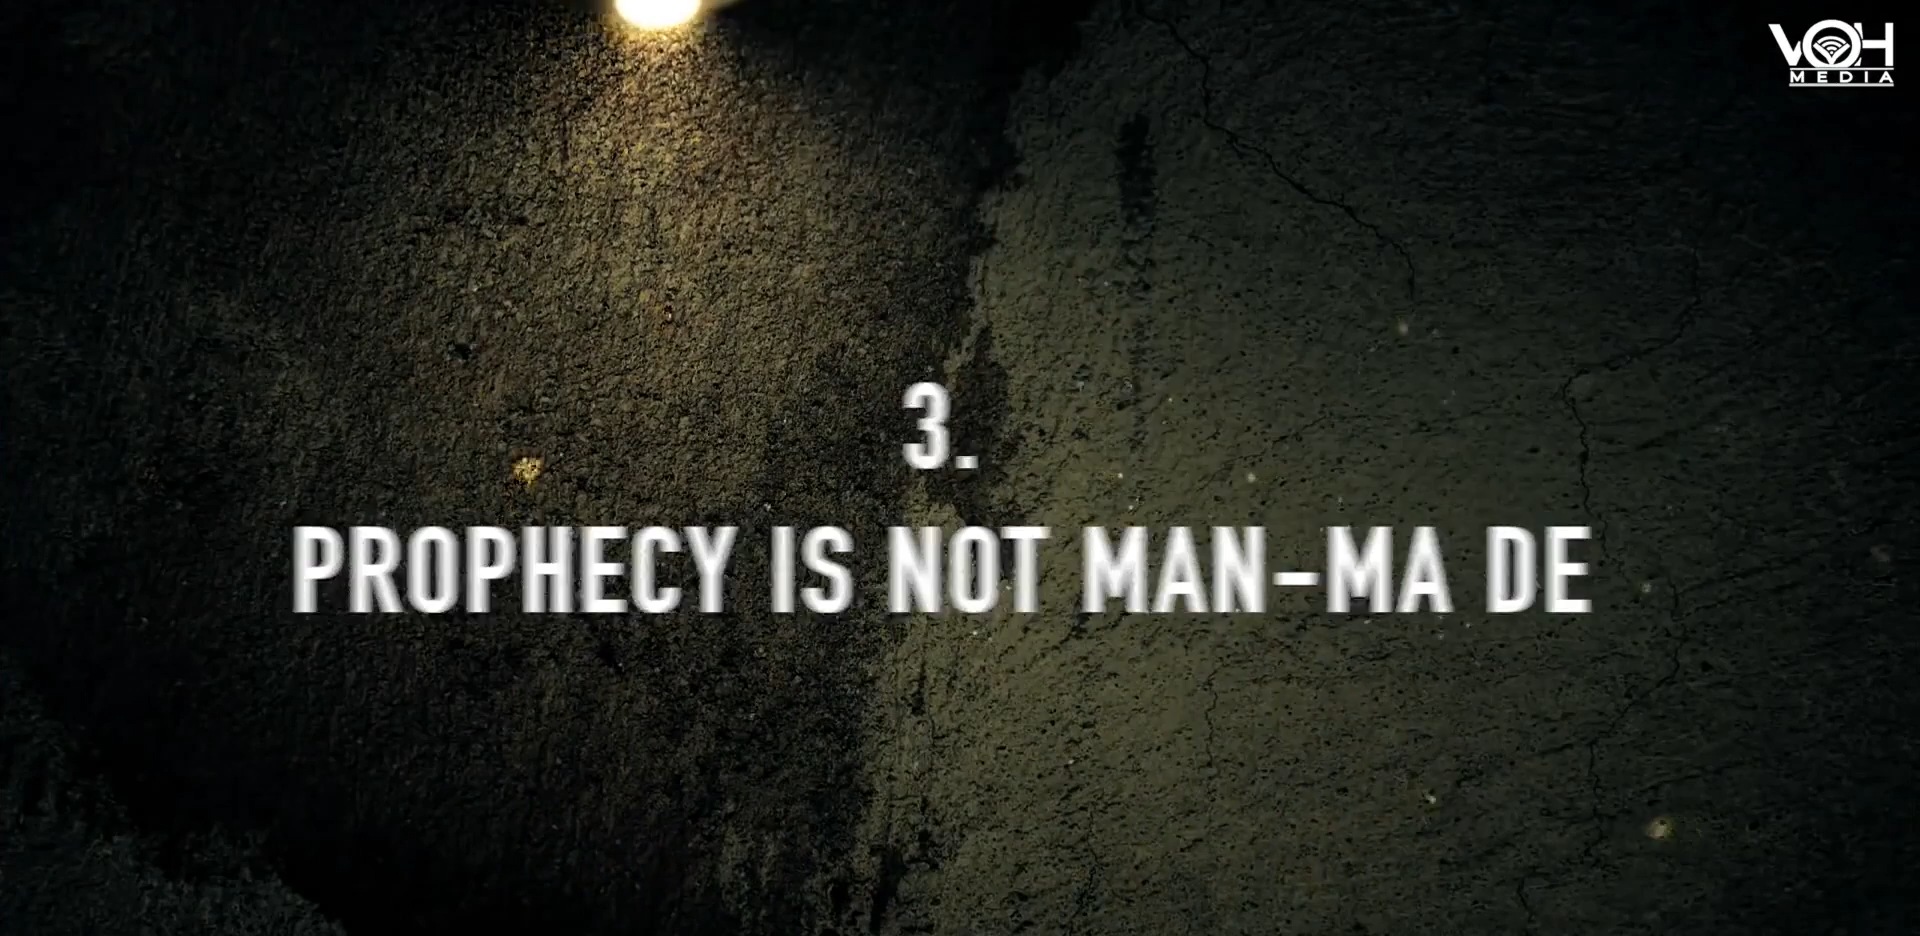 VOH
MEDIA
3.
PROPHECY IS NOT MAN-MA DE